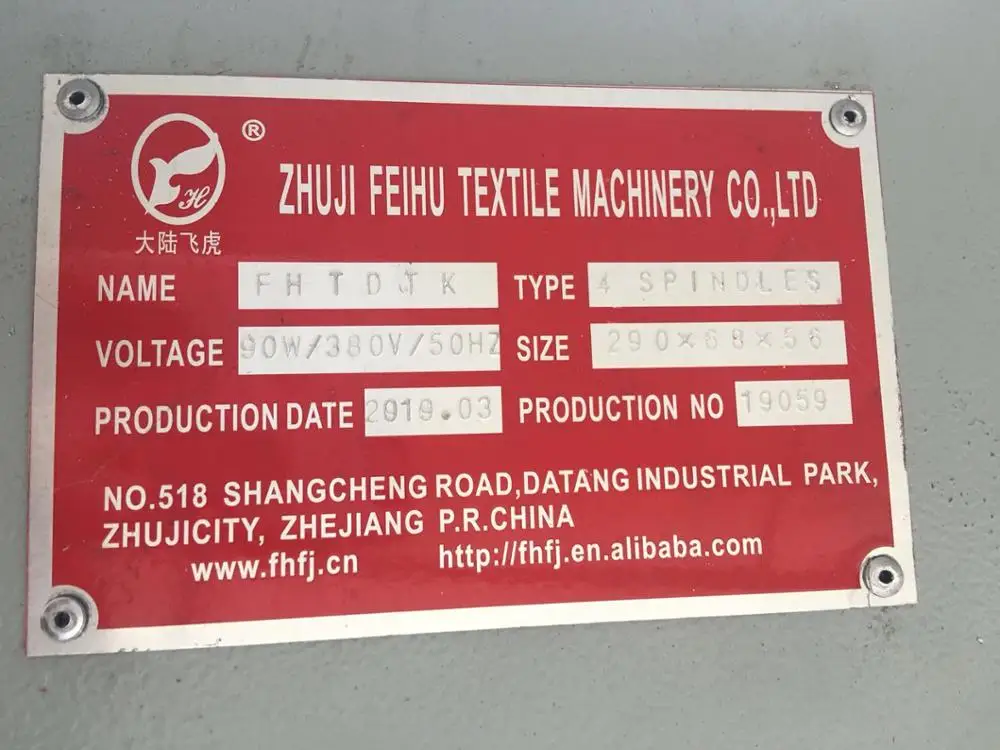 ®
FH
大陆飞虎
ZHUJI FEIHU TEXTILE MACHINERY CO.,LTD
NAME FHTDJTK TYPE 4 SPINDLES
VOLTAGE 90W/380V/50HZ SIZE 290×68×56
PRODUCTION DATE 2019.03 PRODUCTION NO 19059
NO.518 SHANGCHENG ROAD,DATANG INDUSTRIAL PARK,
ZHUJICITY, ZHEJIANG P.R.CHINA
www.fhfj.cn http://fhfj.en.alibaba.com